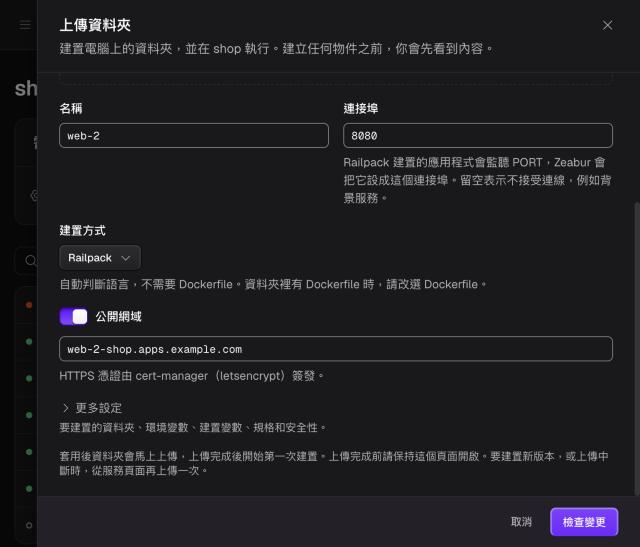 上傳資料夾
建置電腦上的資料夾，並在 shop 執行。建立任何物件之前，你會先看到內容。
sh
名稱
連接埠
web-2
8080
Railpack 建置的應用程式會監聽 PORT，Zeabur 會
把它設成這個連接埠。留空表示不接受連線，例如背
景服務。
建置方式
Railpack
自動判斷語言，不需要 Dockerfile。資料夾裡有 Dockerfile 時，請改選 Dockerfile。
公開網域
web-2-shop.apps.example.com
HTTPS 憑證由 cert-manager（letsencrypt）簽發。
更多設定
要建置的資料夾、環境變數、建置變數、規格和安全性。
套用後資料夾會馬上上傳，上傳完成後開始第一次建置。上傳完成前請保持這個頁面開啟。要建置新版本，或上傳中
斷時，從服務頁面再上傳一次。
取消
檢查變更